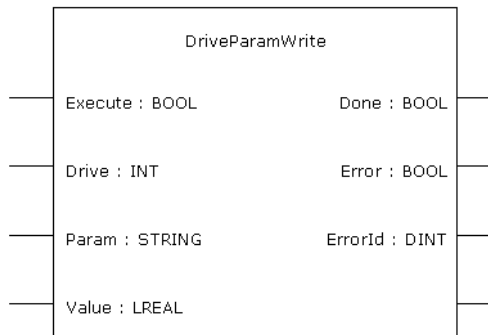 DriveParamWrite
Execute : BOOL Done : BOOL
Drive : INT Error : BOOL
Param : STRING ErrorId : DINT
Value : LREAL